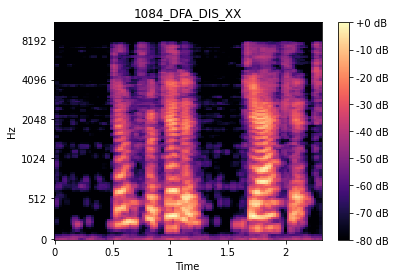 1084_DFA_DIS_XX
+0 dB
8192
-10 dB
4096
-20 dB
-30 dB
2048
-40 dB
Hz
1024
-50 dB
512
-60 dB
-70 dB
0
-80 dB
0
0.5
1
1.5
2
Time